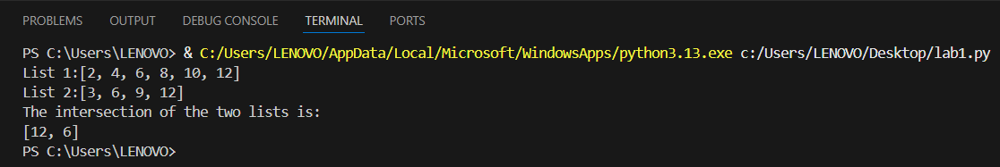 PROBLEMS OUTPUT DEBUG CONSOLE TERMINAL PORTS
PS C:\Users\LENOVO> & C:/Users/LENOVO/AppData/Local/Microsoft/WindowsApps/python3.13.exe c:/Users/LENOVO/Desktop/lab1.py
List 1:[2, 4, 6, 8, 10, 12]
List 2:[3, 6, 9, 12]
The intersection of the two lists is:
[12, 6]
PS C:\Users\LENOVO>